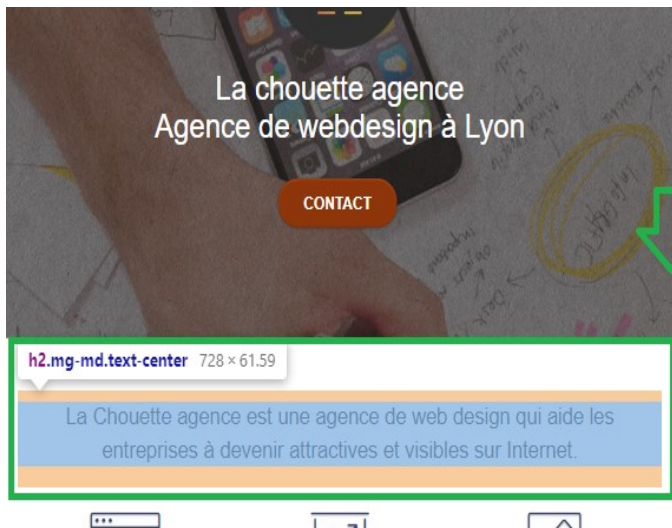 La chouette agence
Agence de webdesign à Lyon
CONTACT
INFOGRAPHIC
h2.mg-md.text-center 728 × 61.59
La Chouette agence est une agence de web design qui aide les
entreprises à devenir attractives et visibles sur Internet.